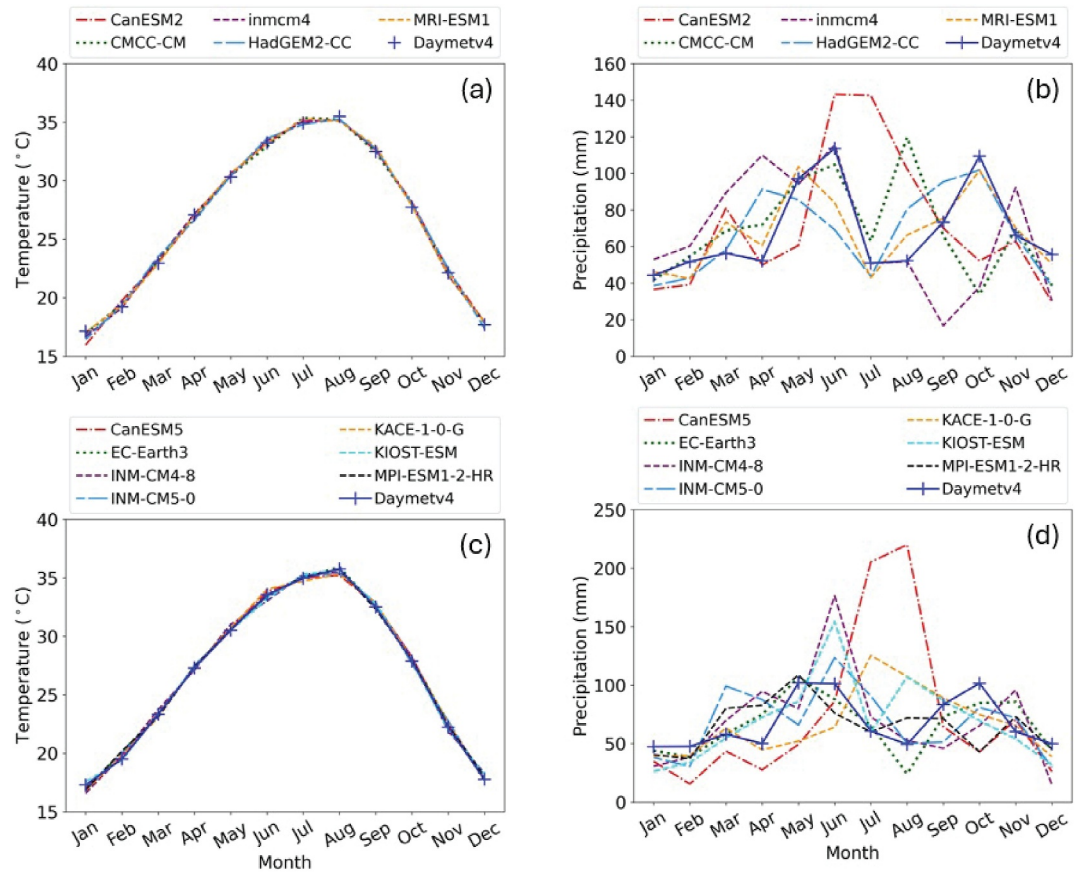 CanESM2 inmcm4 MRI-ESM1
CMCC-CM HadGEM2-CC Daymetv4
(a)
Temperature (°C)
40
35
30
25
20
15
Jan Feb Mar Apr May Jun Jul Aug Sep Oct Nov Dec
CanESM2 inmcm4 MRI-ESM1
CMCC-CM HadGEM2-CC Daymetv4
(b)
Precipitation (mm)
160
140
120
100
80
60
40
20
0
Jan Feb Mar Apr May Jun Jul Aug Sep Oct Nov Dec
CanESM5 KACE-1-0-G
EC-Earth3 KIOST-ESM
INM-CM4-8 MPI-ESM1-2-HR
INM-CM5-0 Daymetv4
(c)
Temperature (°C)
40
35
30
25
20
15
Jan Feb Mar Apr May Jun Jul Aug Sep Oct Nov Dec
Month
CanESM5 KACE-1-0-G
EC-Earth3 KIOST-ESM
INM-CM4-8 MPI-ESM1-2-HR
INM-CM5-0 Daymetv4
(d)
Precipitation (mm)
250
200
150
100
50
0
Jan Feb Mar Apr May Jun Jul Aug Sep Oct Nov Dec
Month